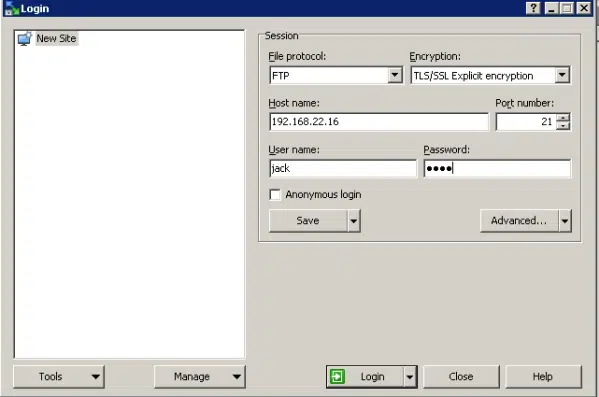 Login
New Site
Session
File protocol:
Encryption:
FTP
TLS/SSL Explicit encryption
Host name:
Port number:
192.168.22.16
21
User name:
Password:
jack
●●●●
Anonymous login
Save
Advanced...
Tools
Manage
Login
Close
Help